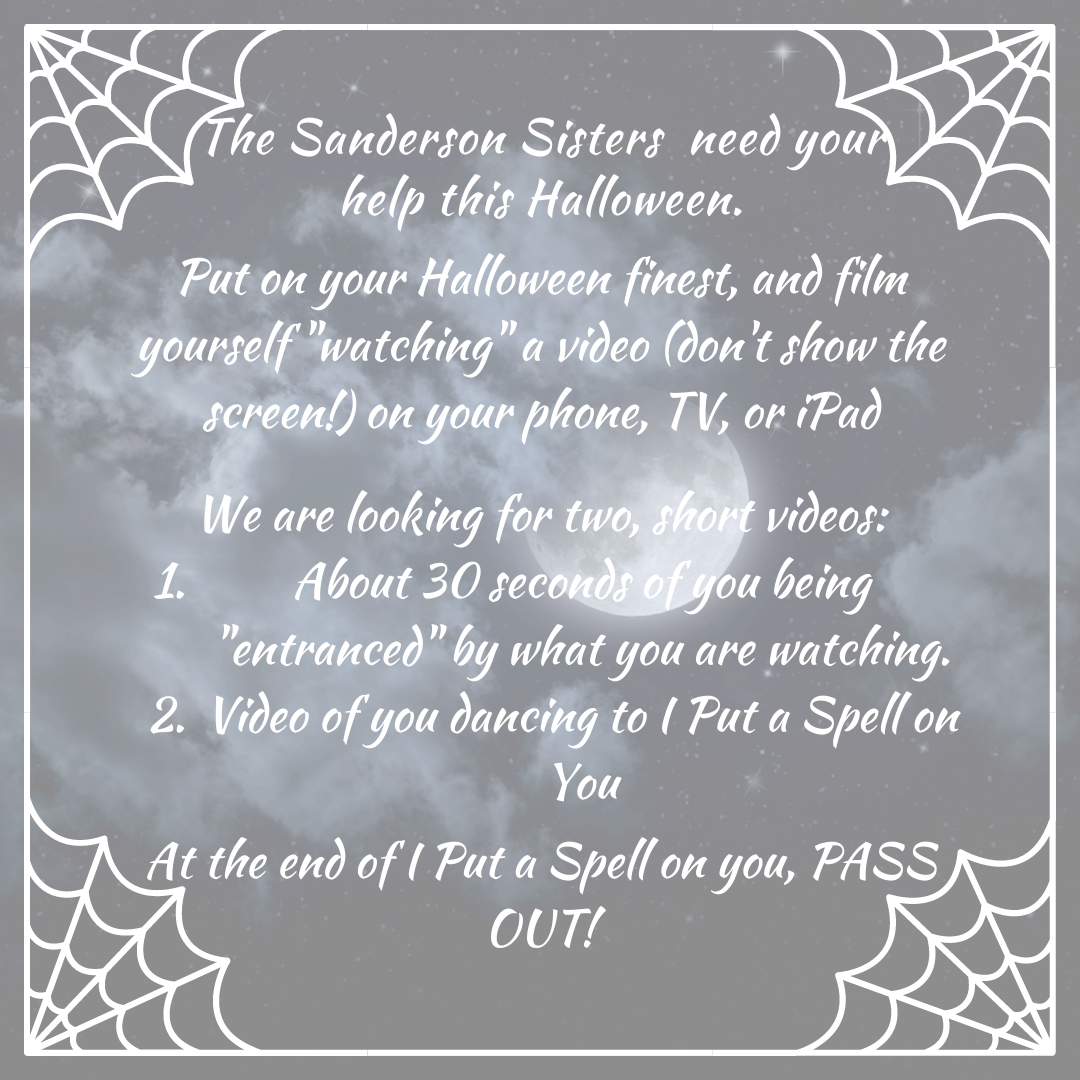 The Sanderson Sisters  need your
help this Halloween.
Put on your Halloween finest, and film
yourself "watching" a video (don't show the
screen!) on your phone, TV, or iPad
We are looking for two, short videos:
1. About 30 seconds of you being
"entranced" by what you are watching.
2. Video of you dancing to I Put a Spell on
You
At the end of I Put a Spell on you, PASS
OUT!